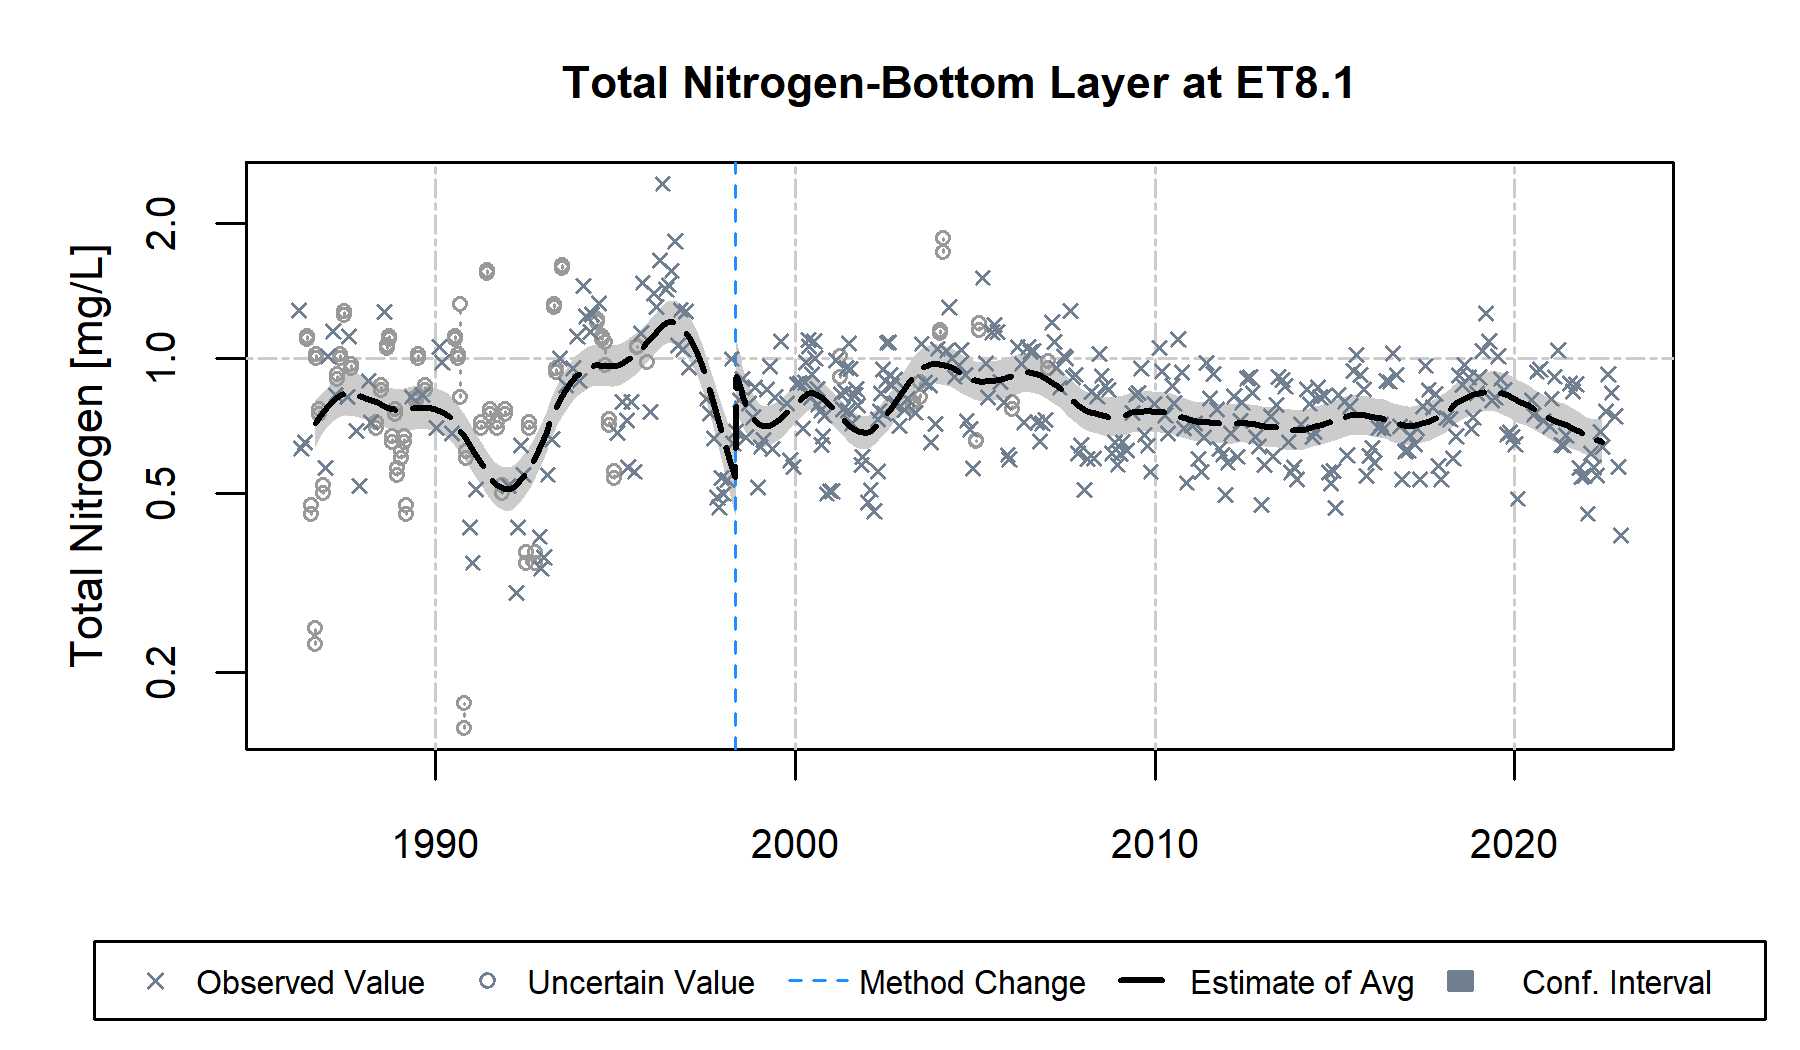 Total Nitrogen-Bottom Layer at ET8.1
Total Nitrogen [mg/L]
2.0
1.0
0.5
0.2
1990 2000 2010 2020
Observed Value Uncertain Value Method Change Estimate of Avg Conf. Interval